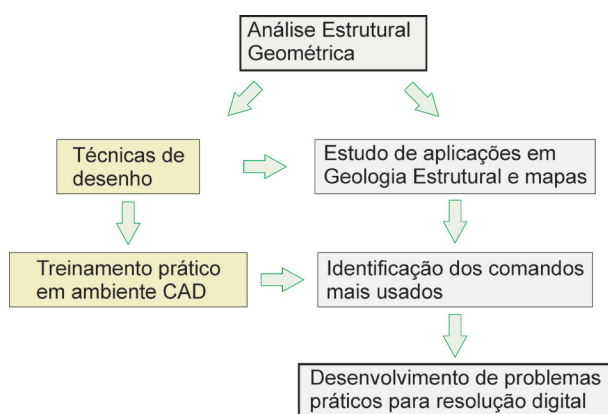 Análise Estrutural
Geométrica
Técnicas de
desenho
Estudo de aplicações em
Geologia Estrutural e mapas
Treinamento prático
em ambiente CAD
Identificação dos comandos
mais usados
Desenvolvimento de problemas
práticos para resolução digital